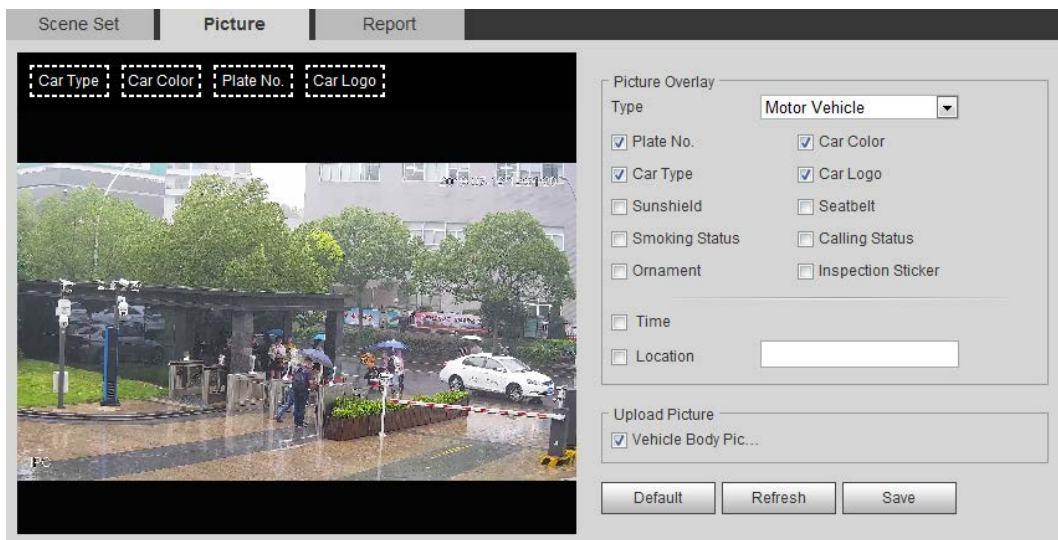 Scene Set Picture Report
Car Type Car Color Plate No. Car Logo
Picture Overlay
Type Motor Vehicle
Plate No. Car Color
Car Type Car Logo
Sunshield Seatbelt
Smoking Status Calling Status
Ornament Inspection Sticker
Time
Location
Upload Picture
Vehicle Body Pic...
IPC
Default Refresh Save